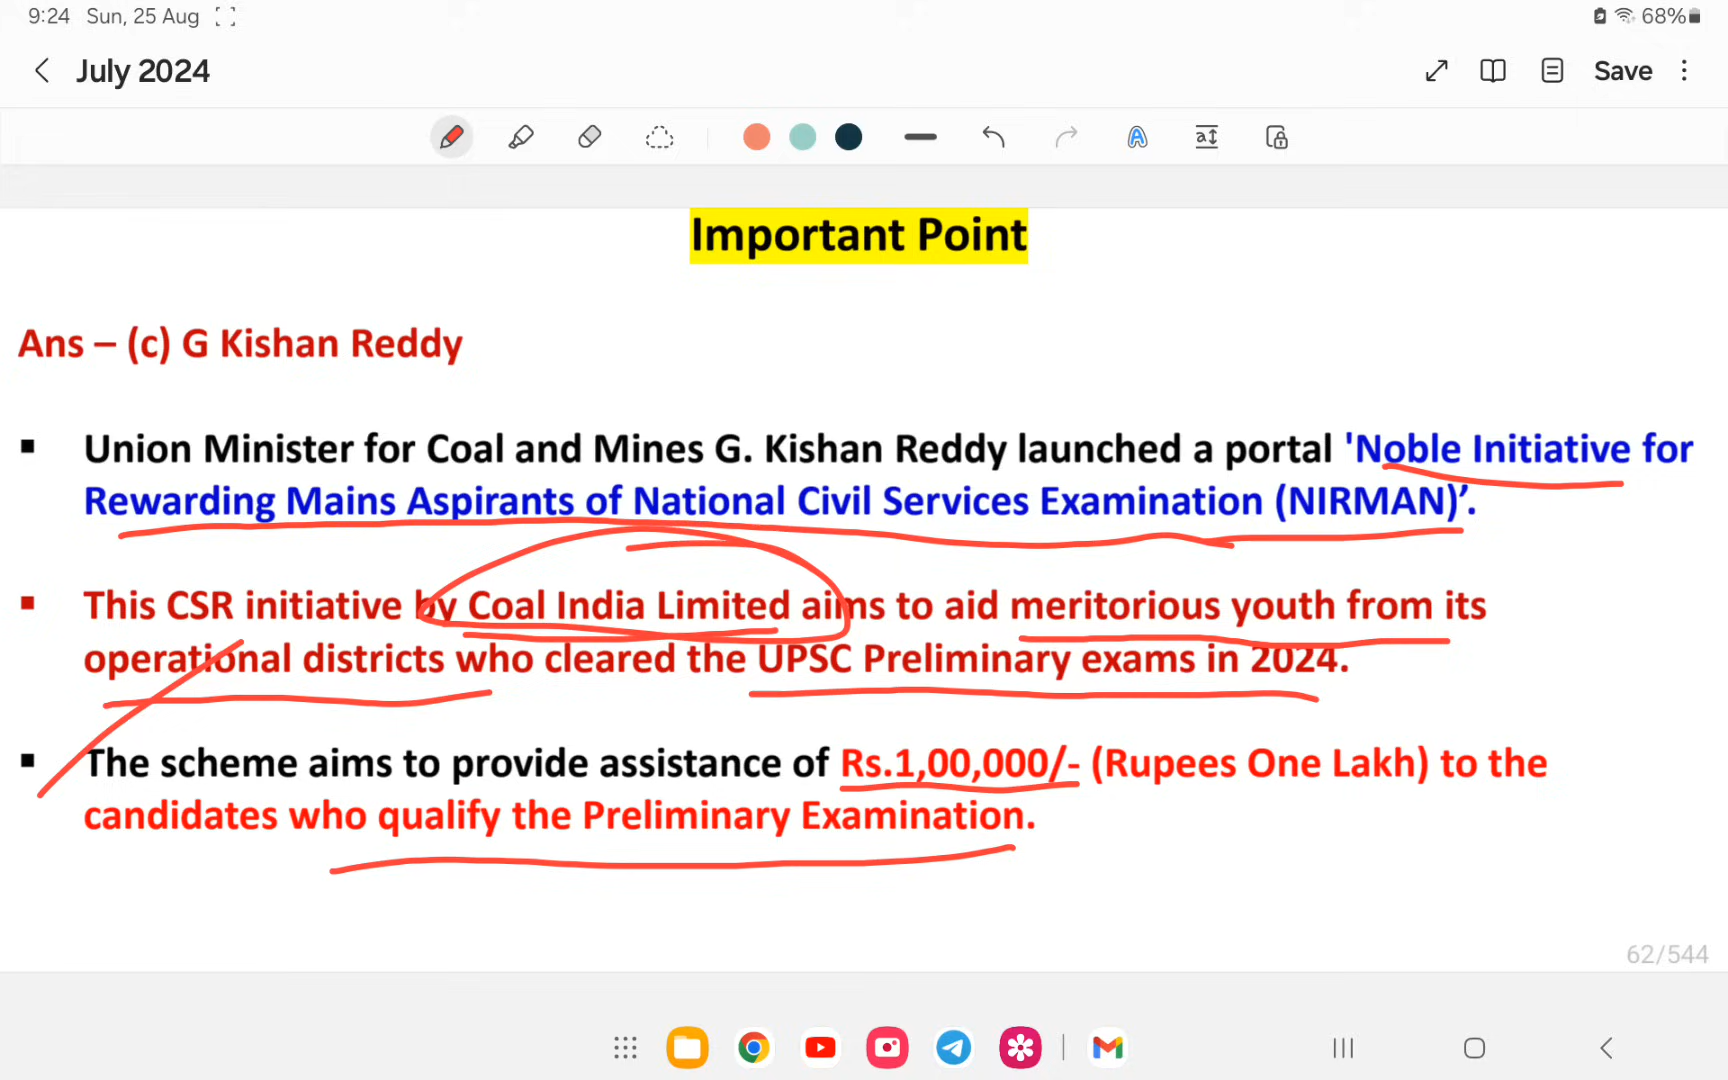 9:24 Sun, 25 Aug 68%
July 2024 Save
Important Point
Ans – (c) G Kishan Reddy
▪ Union Minister for Coal and Mines G. Kishan Reddy launched a portal 'Noble Initiative for
Rewarding Mains Aspirants of National Civil Services Examination (NIRMAN)’.
▪ This CSR initiative by Coal India Limited aims to aid meritorious youth from its
operational districts who cleared the UPSC Preliminary exams in 2024.
▪ The scheme aims to provide assistance of Rs.1,00,000/- (Rupees One Lakh) to the
candidates who qualify the Preliminary Examination.
62/544